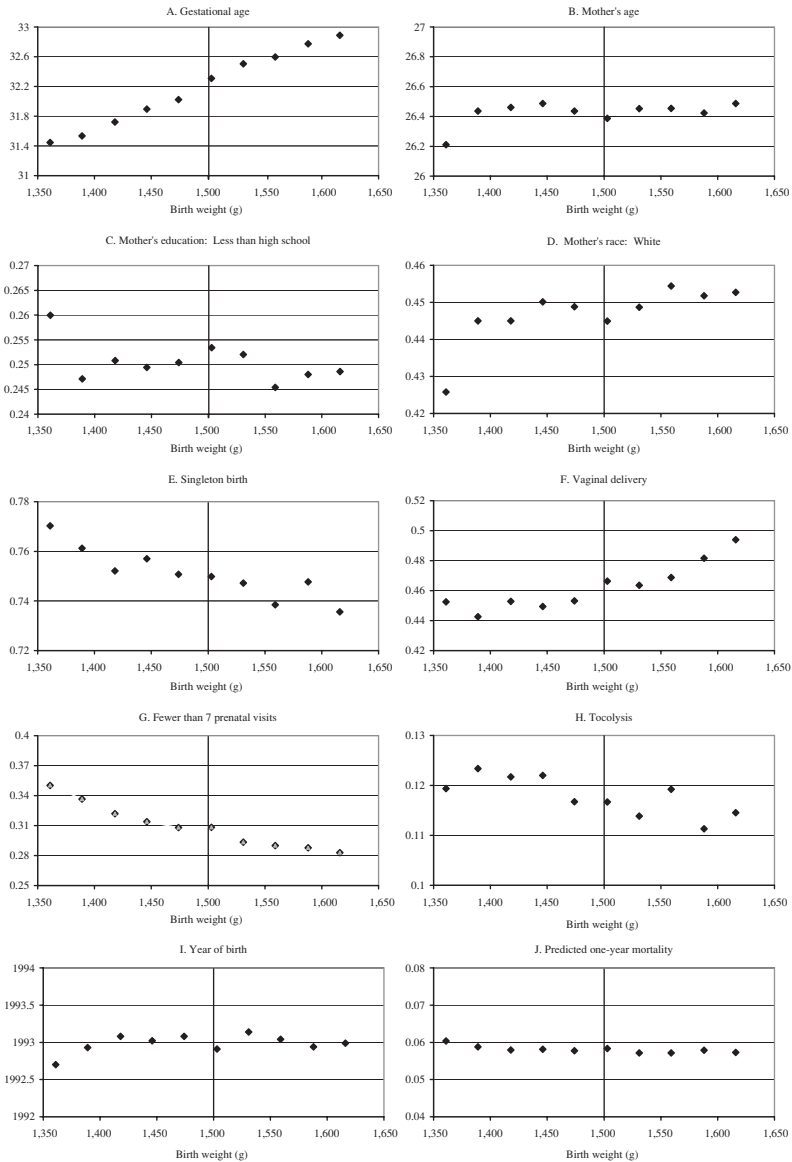 A. Gestational age
33
32.6
32.2
31.8
31.4
31
1,350 1,400 1,450 1,500 1,550 1,600 1,650
Birth weight (g)
B. Mother's age
27
26.8
26.6
26.4
26.2
26
1,350 1,400 1,450 1,500 1,550 1,600 1,650
Birth weight (g)
C. Mother's education: Less than high school
0.27
0.265
0.26
0.255
0.25
0.245
0.24
1,350 1,400 1,450 1,500 1,550 1,600 1,650
Birth weight (g)
D. Mother's race: White
0.46
0.45
0.44
0.43
0.42
1,350 1,400 1,450 1,500 1,550 1,600 1,650
Birth weight (g)
E. Singleton birth
0.78
0.76
0.74
0.72
1,350 1,400 1,450 1,500 1,550 1,600 1,650
Birth weight (g)
F. Vaginal delivery
0.52
0.5
0.48
0.46
0.44
0.42
1,350 1,400 1,450 1,500 1,550 1,600 1,650
Birth weight (g)
G. Fewer than 7 prenatal visits
0.4
0.37
0.34
0.31
0.28
0.25
1,350 1,400 1,450 1,500 1,550 1,600 1,650
Birth weight (g)
H. Tocolysis
0.13
0.12
0.11
0.1
1,350 1,400 1,450 1,500 1,550 1,600 1,650
Birth weight (g)
I. Year of birth
1994
1993.5
1993
1992.5
1992
1,350 1,400 1,450 1,500 1,550 1,600 1,650
Birth weight (g)
J. Predicted one-year mortality
0.08
0.07
0.06
0.05
0.04
1,350 1,400 1,450 1,500 1,550 1,600 1,650
Birth weight (g)